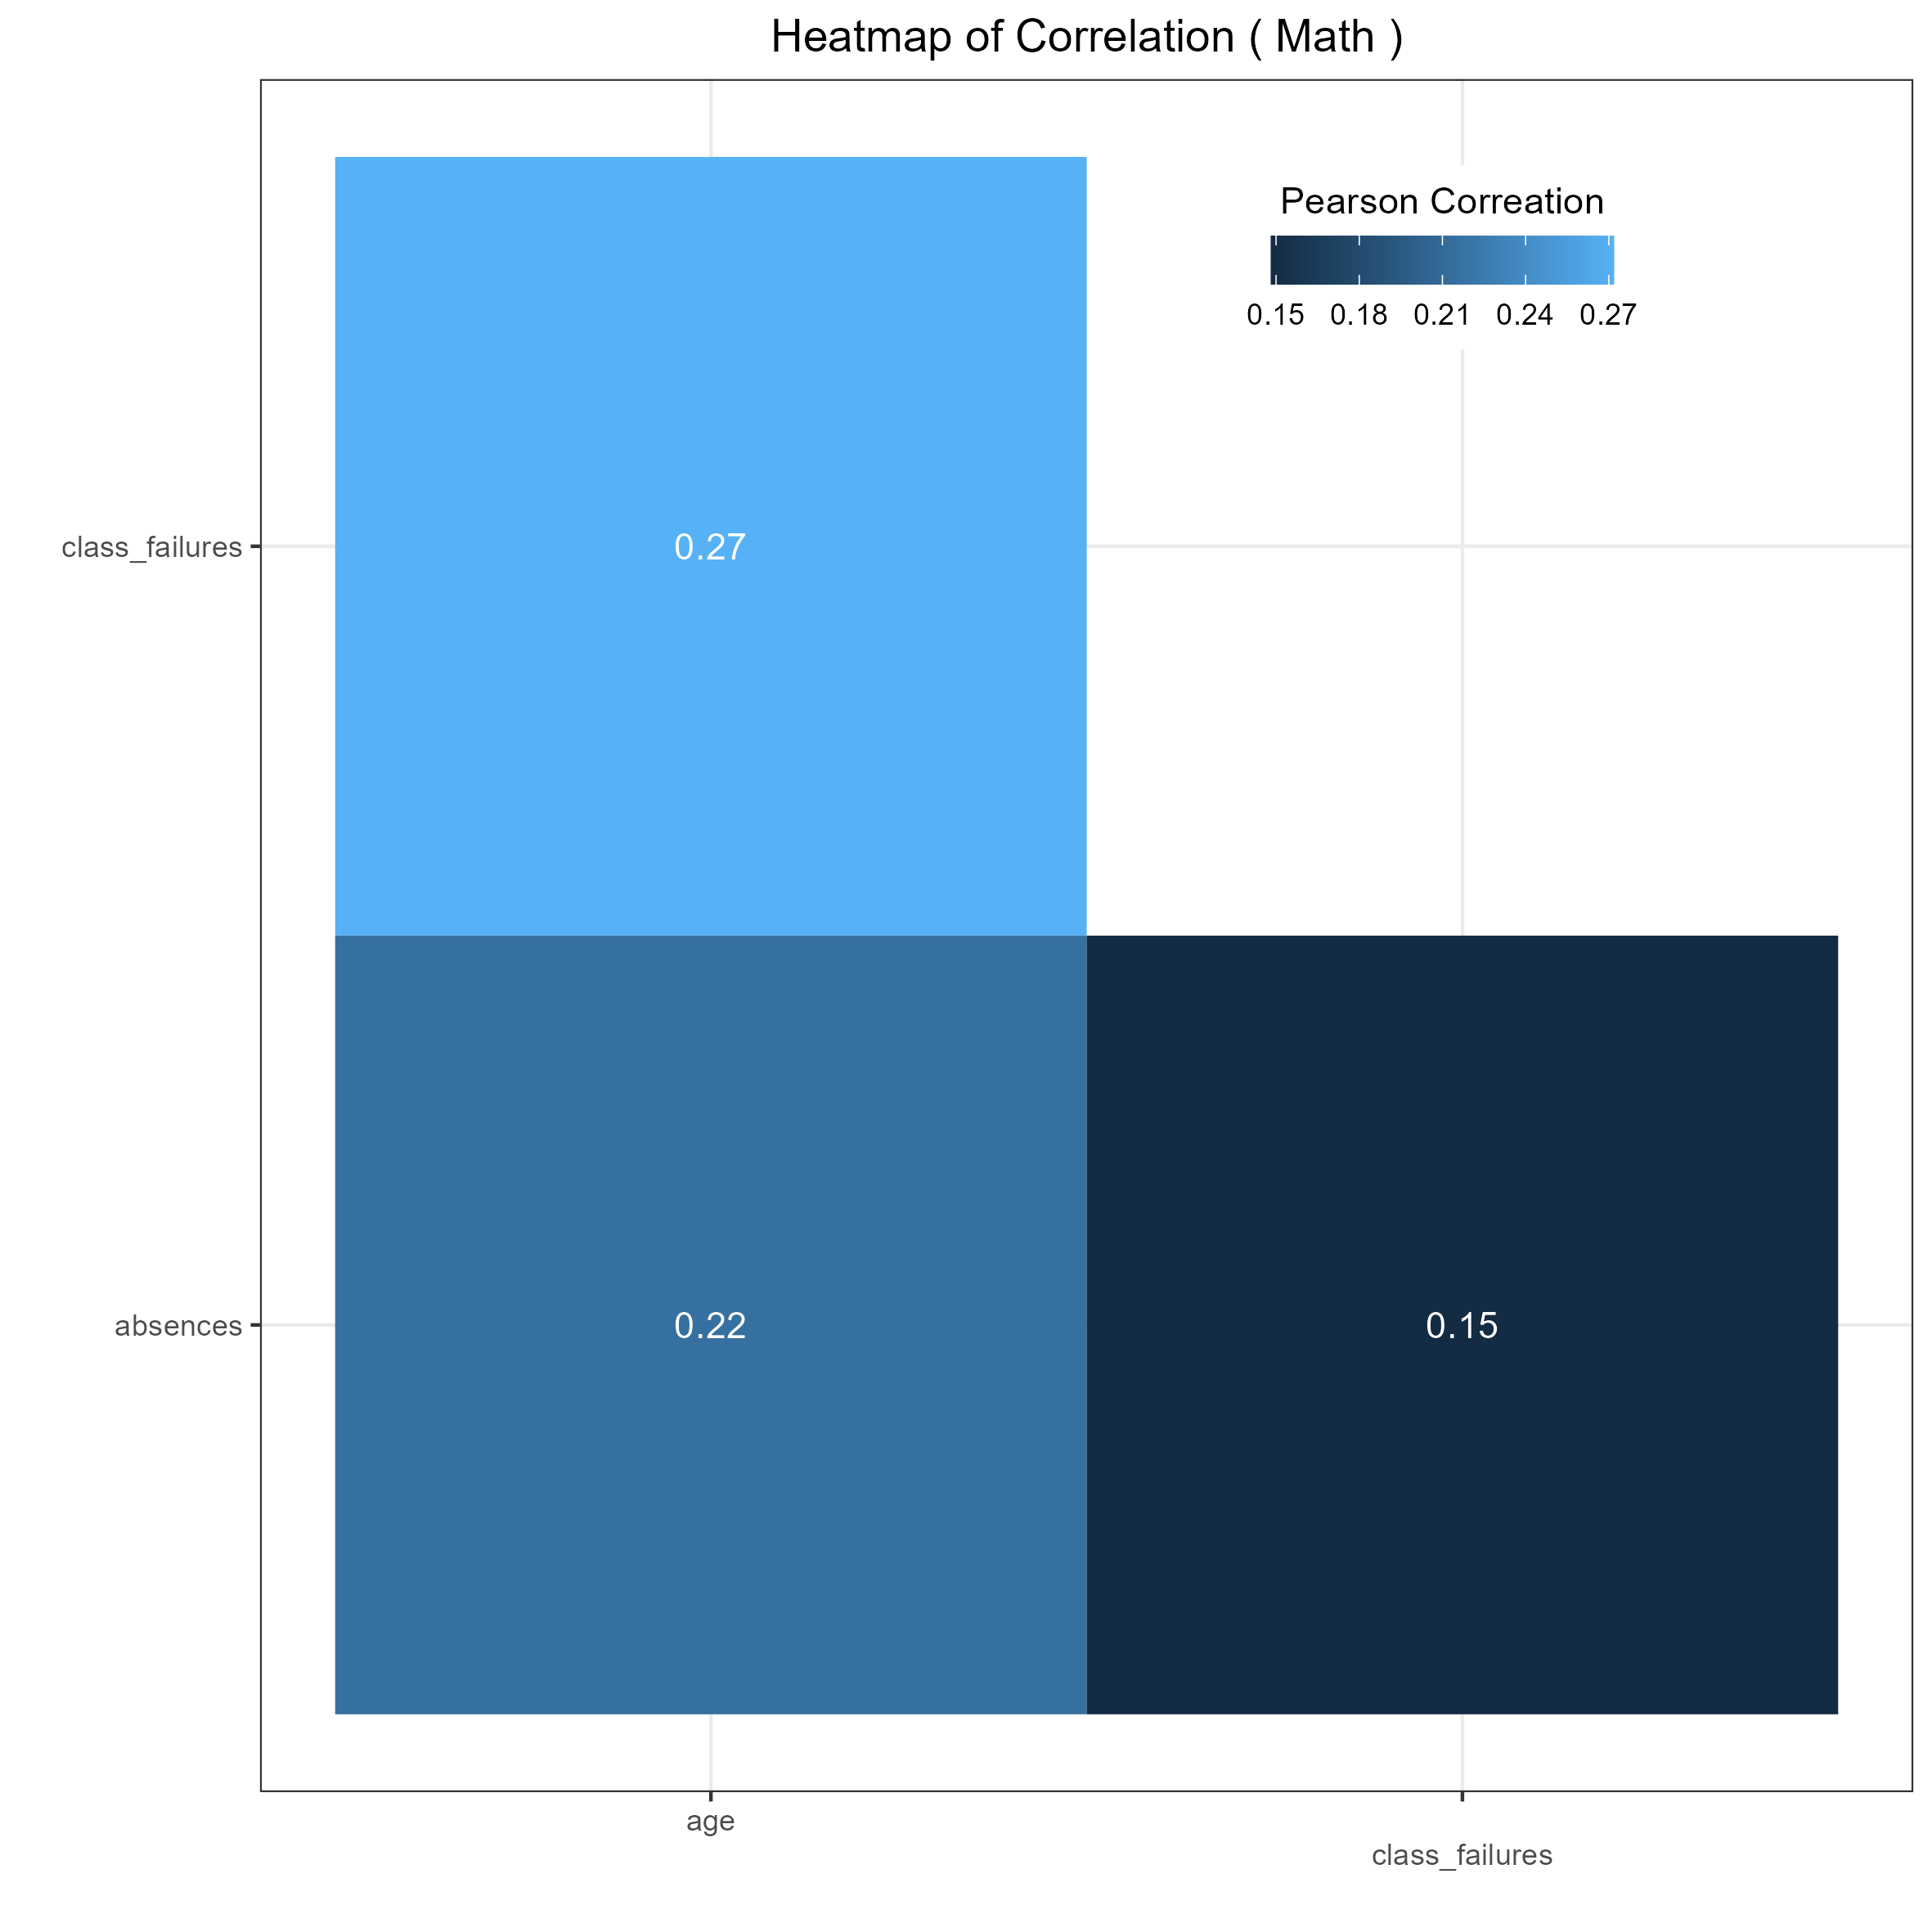 Heatmap of Correlation ( Math )
Pearson Correation
0.15 0.18 0.21 0.24 0.27
class_failures
0.27
absences
0.22
0.15
age
class_failures